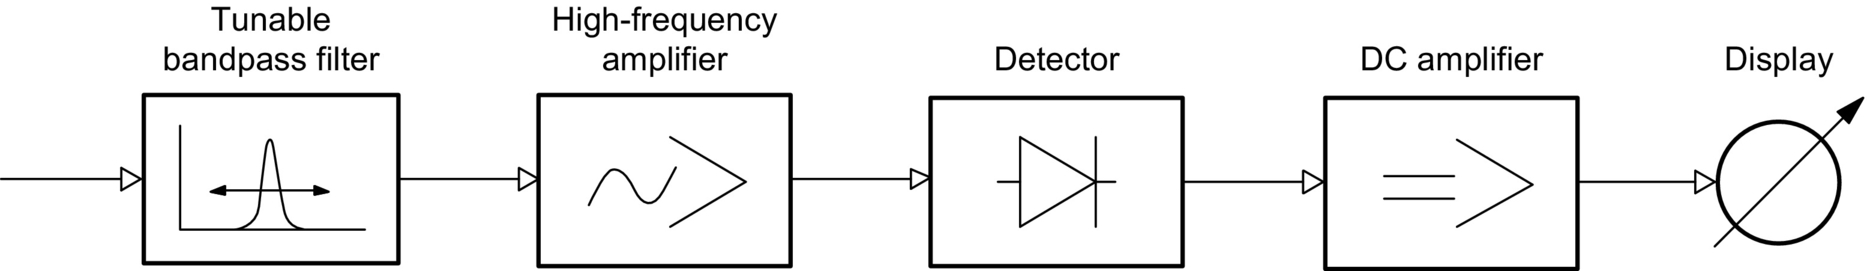 Tunable
bandpass filter
High-frequency
amplifier
Detector
DC amplifier
Display